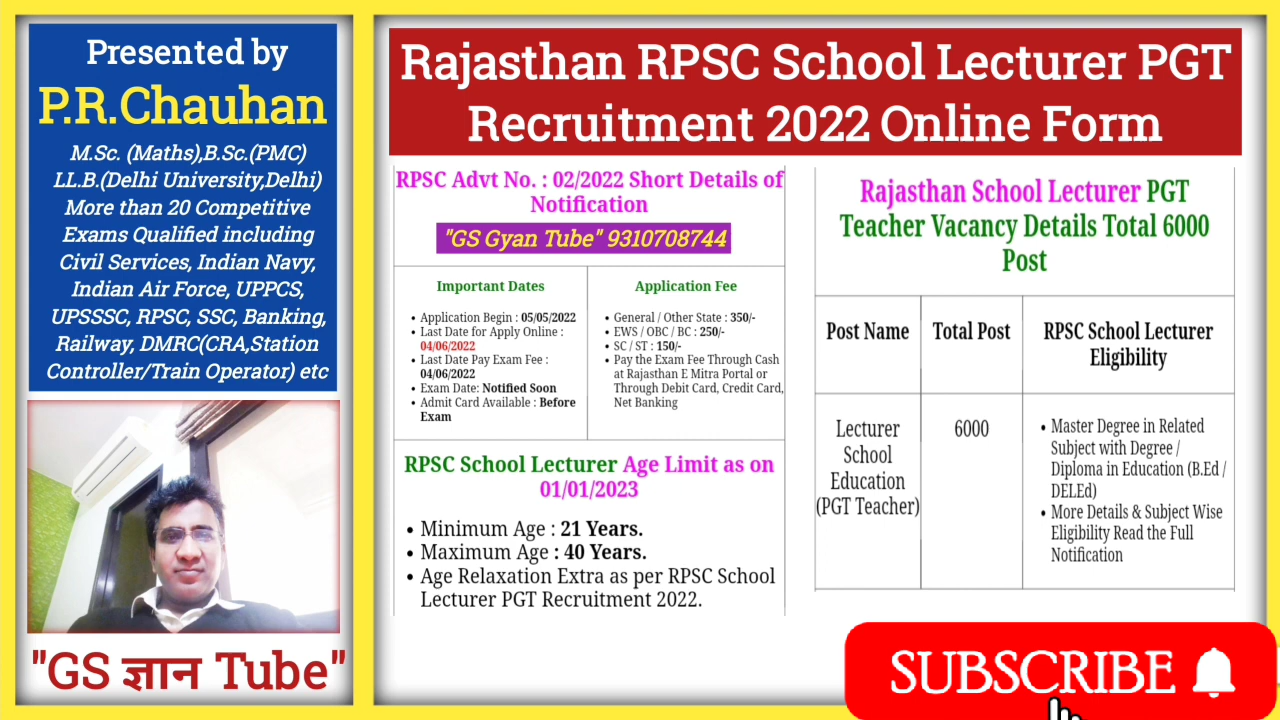 Presented by
P.R.Chauhan
M.Sc. (Maths),B.Sc.(PMC)
LL.B.(Delhi University,Delhi)
More than 20 Competitive
Exams Qualified including
Civil Services, Indian Navy,
Indian Air Force, UPPCS,
UPSSSC, RPSC, SSC, Banking,
Railway, DMRC(CRA,Station
Controller/Train Operator) etc
"GS ज्ञान Tube"
Rajasthan RPSC School Lecturer PGT
Recruitment 2022 Online Form
RPSC Advt No. : 02/2022 Short Details of
Notification
"GS Gyan Tube" 9310708744
Important Dates
• Application Begin : 05/05/2022
• Last Date for Apply Online :
04/06/2022
• Last Date Pay Exam Fee :
04/06/2022
• Exam Date: Notified Soon
• Admit Card Available : Before
Exam
Application Fee
• General / Other State : 350/-
• EWS / OBC / BC : 250/-
• SC / ST : 150/-
• Pay the Exam Fee Through Cash
at Rajasthan E Mitra Portal or
Through Debit Card, Credit Card,
Net Banking
RPSC School Lecturer Age Limit as on
01/01/2023
• Minimum Age : 21 Years.
• Maximum Age : 40 Years.
• Age Relaxation Extra as per RPSC School
Lecturer PGT Recruitment 2022.
Rajasthan School Lecturer PGT
Teacher Vacancy Details Total 6000
Post
Post Name
Total Post
RPSC School Lecturer
Eligibility
Lecturer
School
Education
(PGT Teacher)
6000
• Master Degree in Related
Subject with Degree /
Diploma in Education (B.Ed /
DELEd)
• More Details & Subject Wise
Eligibility Read the Full
Notification
SUBSCRIBE